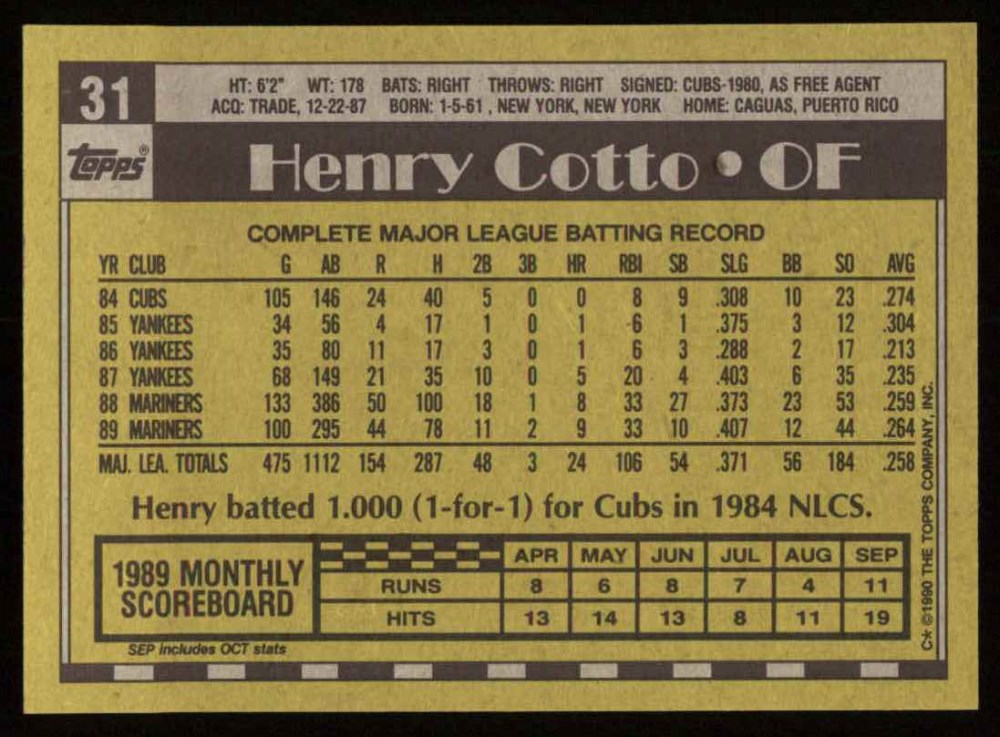 31
HT: 6'2" WT: 178 BATS: RIGHT THROWS: RIGHT SIGNED: CUBS-1980, AS FREE AGENT
ACQ: TRADE, 12-22-87 BORN: 1-5-61 , NEW YORK, NEW YORK HOME: CAGUAS, PUERTO RICO
Topps®
Henry Cotto • OF
COMPLETE MAJOR LEAGUE BATTING RECORD
YR CLUB G AB R H 2B 3B HR RBI SB SLG BB SO AVG
84 CUBS 105 146 24 40 5 0 0 8 9 .308 10 23 .274
85 YANKEES 34 56 4 17 1 0 1 6 1 .375 3 12 .304
86 YANKEES 35 80 11 17 3 0 1 6 3 .288 2 17 .213
87 YANKEES 68 149 21 35 10 0 5 20 4 .403 6 35 .235
88 MARINERS 133 386 50 100 18 1 8 33 27 .373 23 53 .259
89 MARINERS 100 295 44 78 11 2 9 33 10 .407 12 44 .264
MAJ. LEA. TOTALS 475 1112 154 287 48 3 24 106 54 .371 56 184 .258
Henry batted 1.000 (1-for-1) for Cubs in 1984 NLCS.
1989 MONTHLY SCOREBOARD
APR MAY JUN JUL AUG SEP
RUNS 8 6 8 7 4 11
HITS 13 14 13 8 11 19
SEP includes OCT stats
C* ©1990 THE TOPPS COMPANY, INC.